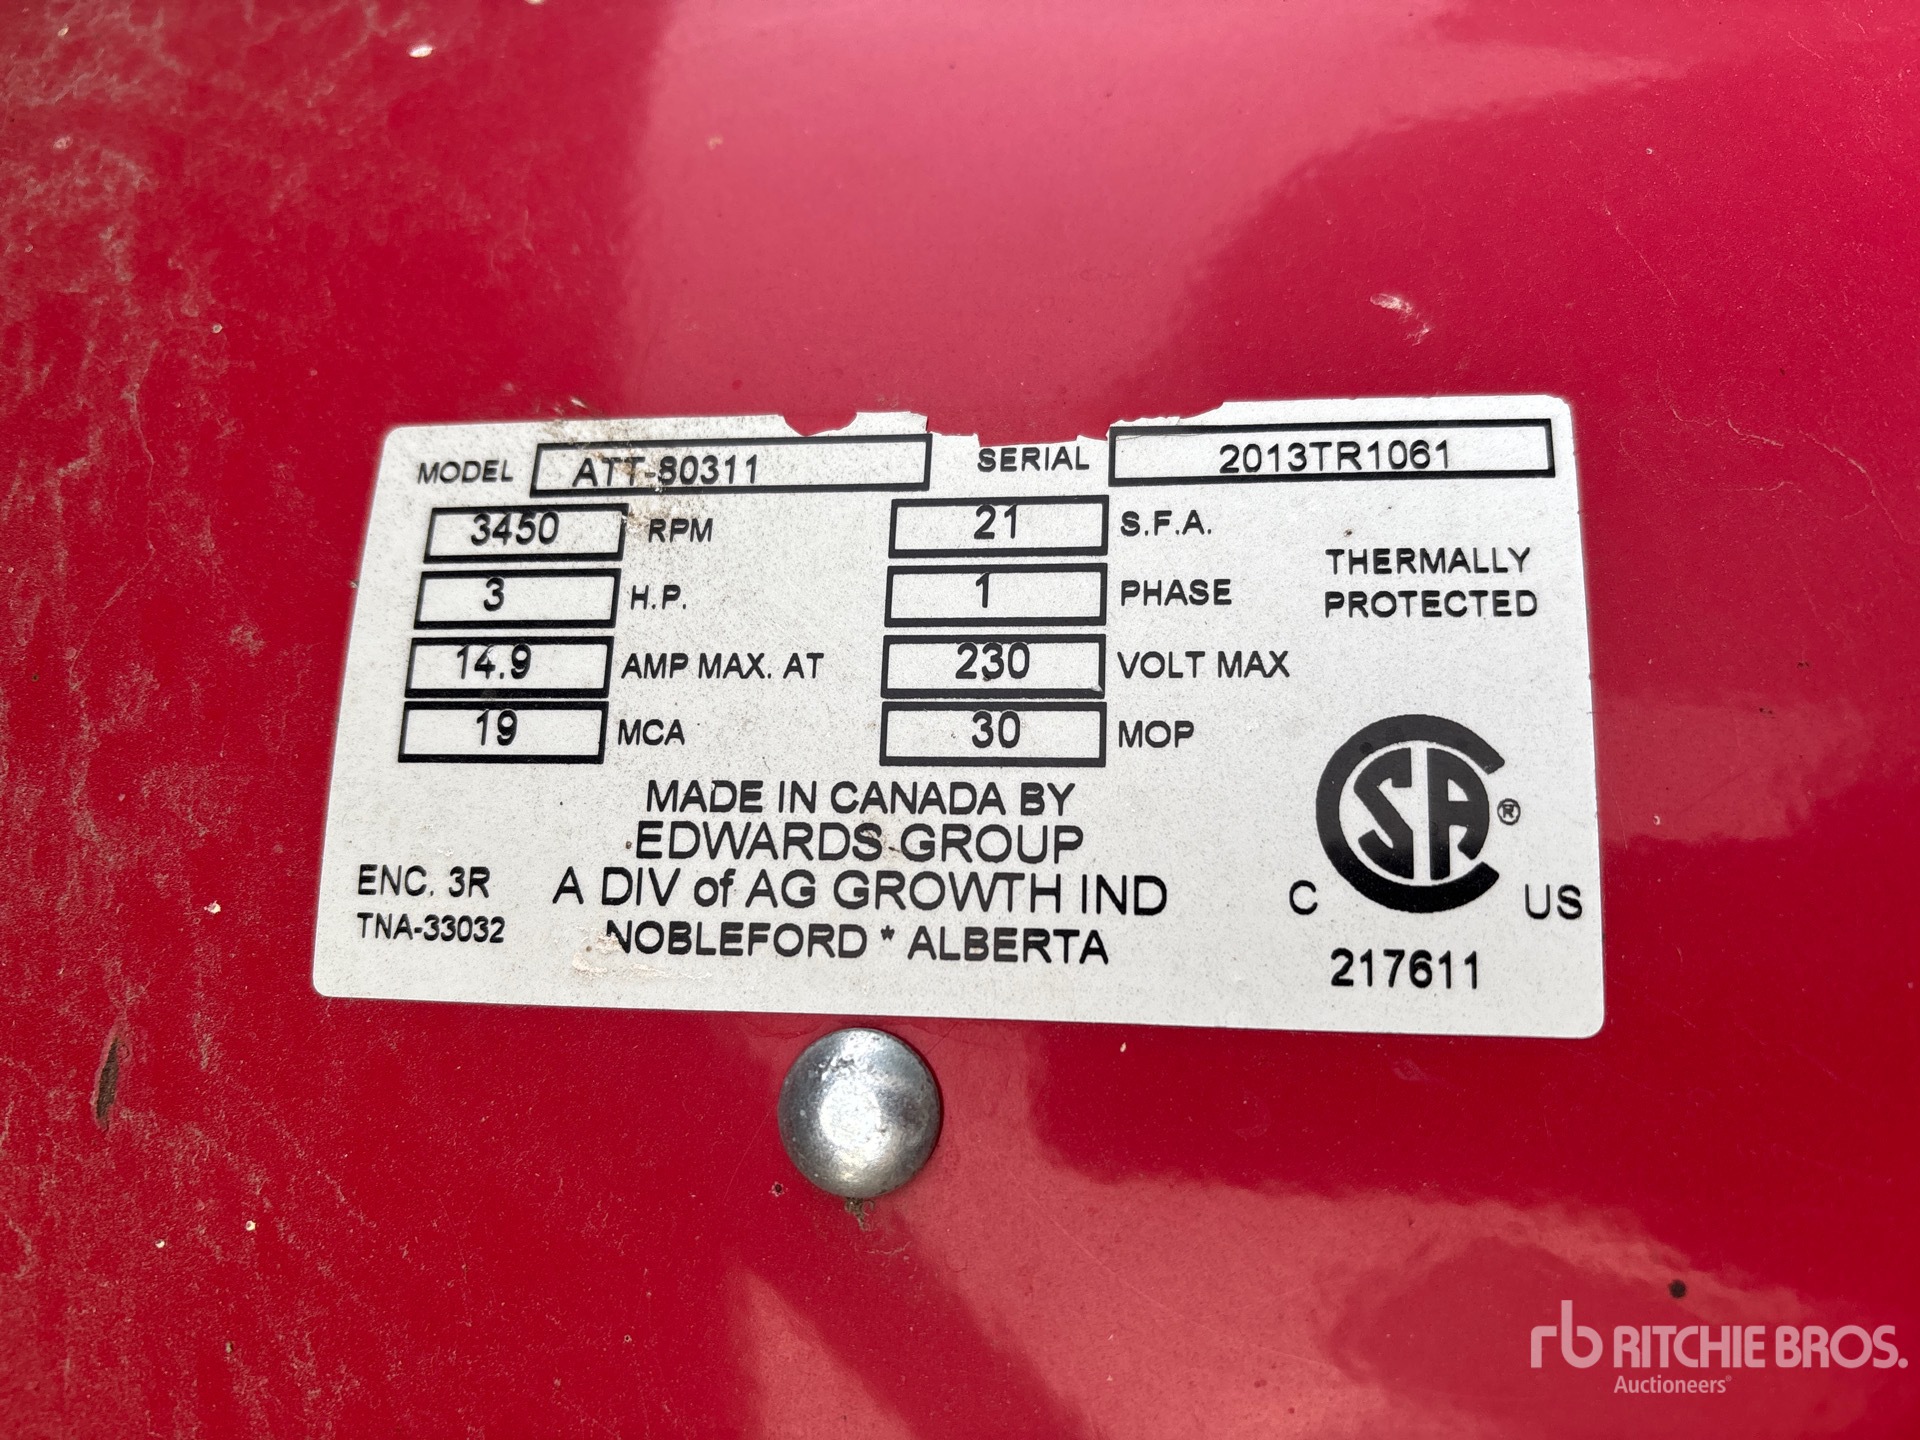 MODEL ATT-80311 SERIAL 2013TR1061
3450 RPM 21 S.F.A.
3 H.P. 1 PHASE
THERMALLY
PROTECTED
14.9 AMP MAX. AT 230 VOLT MAX
19 MCA 30 MOP
MADE IN CANADA BY
EDWARDS GROUP
A DIV of AG GROWTH IND
NOBLEFORD * ALBERTA
ENC. 3R
TNA-33032
CSA®
C US
217611
rb RITCHIE BROS.
Auctioneers®